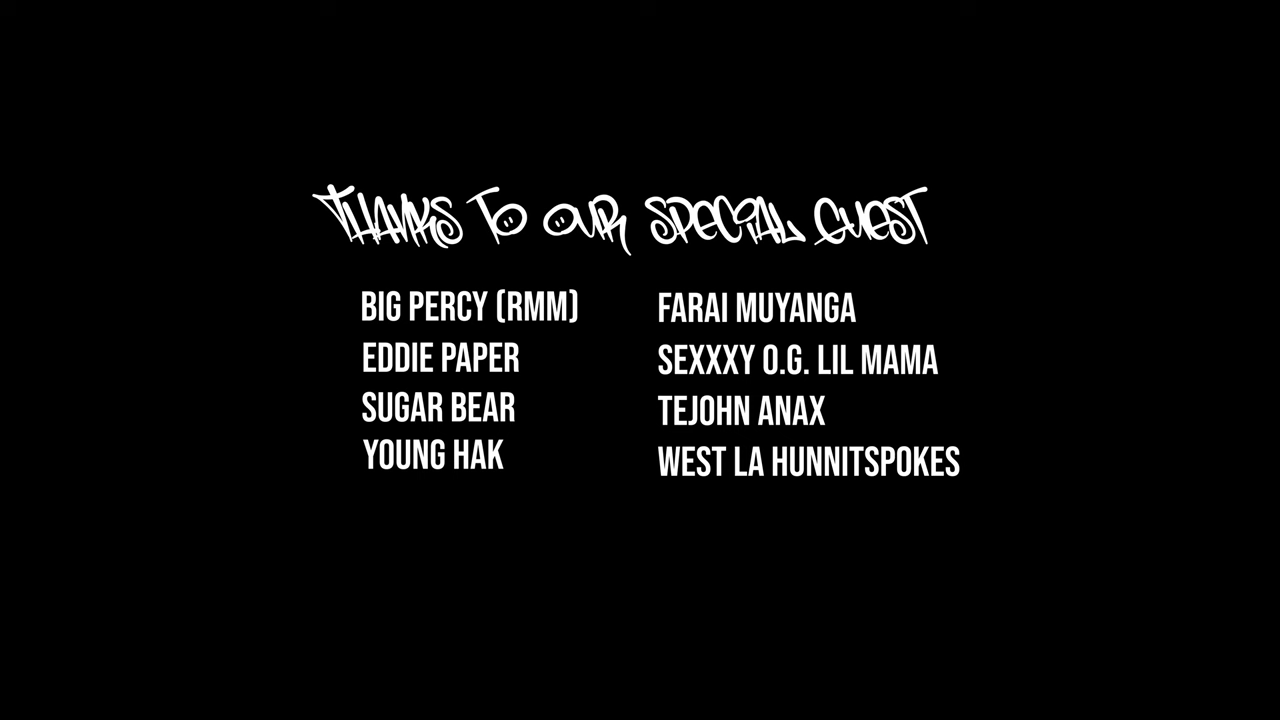 THANKS TO OUR SPECIAL GUEST
BIG PERCY (RMM)
EDDIE PAPER
SUGAR BEAR
YOUNG HAK
FARAI MUYANGA
SEXXXY O.G. LIL MAMA
TEJOHN ANAX
WEST LA HUNNITSPOKES